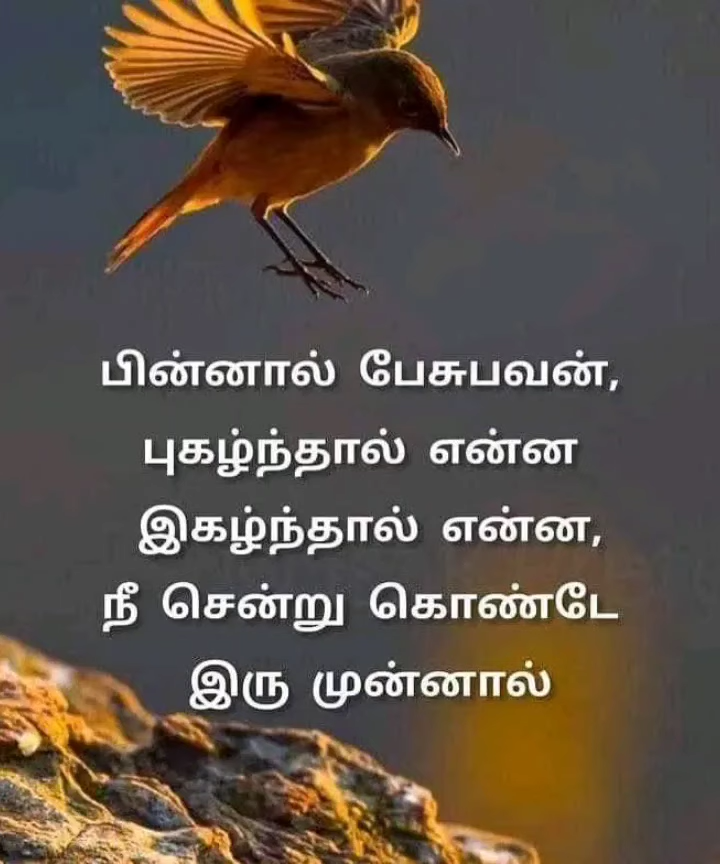 பின்னால் பேசுபவன்,
புகழ்ந்தால் என்ன
இகழ்ந்தால் என்ன,
நீ சென்று கொண்டே
இரு முன்னால்